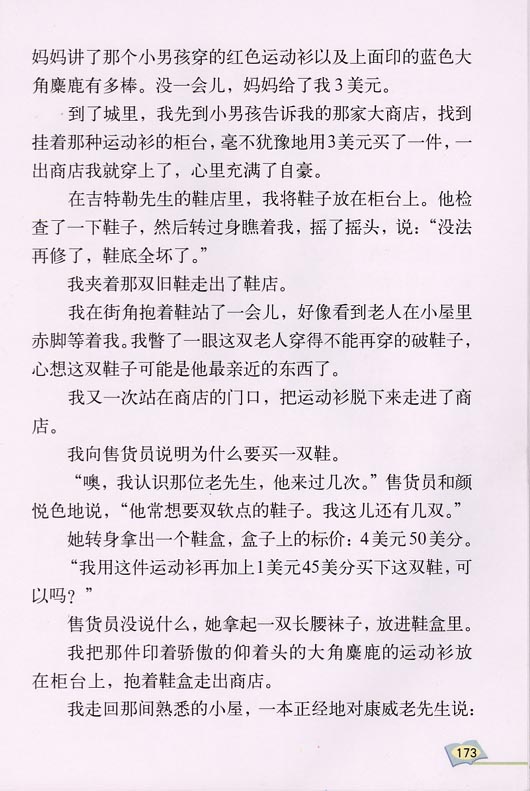 妈妈讲了那个小男孩穿的红色运动衫以及上面印的蓝色大
角麋鹿有多棒。没一会儿，妈妈给了我3美元。
到了城里，我先到小男孩告诉我的那家大商店，找到
挂着那种运动衫的柜台，毫不犹豫地用3美元买了一件，一
出商店我就穿上了，心里充满了自豪。
在吉特勒先生的鞋店里，我将鞋子放在柜台上。他检
查了一下鞋子，然后转过身瞧着我，摇了摇头，说：“没法
再修了，鞋底全坏了。”
我夹着那双旧鞋走出了鞋店。
我在街角抱着鞋站了一会儿，好像看到老人在小屋里
赤脚等着我。我瞥了一眼这双老人穿得不能再穿的破鞋子，
心想这双鞋子可能是他最亲近的东西了。
我又一次站在商店的门口，把运动衫脱下来走进了商
店。
我向售货员说明为什么要买一双鞋。
“噢，我认识那位老先生，他来过几次。”售货员和颜
悦色地说，“他常想要双软点的鞋子。我这儿还有几双。”
她转身拿出一个鞋盒，盒子上的标价：4美元50美分。
“我用这件运动衫再加上1美元45美分买下这双鞋，可
以吗？”
售货员没说什么，她拿起一双长腰袜子，放进鞋盒里。
我把那件印着骄傲的仰着头的大角麋鹿的运动衫放
在柜台上，抱着鞋盒走出商店。
我走回那间熟悉的小屋，一本正经地对康威老先生说：
173